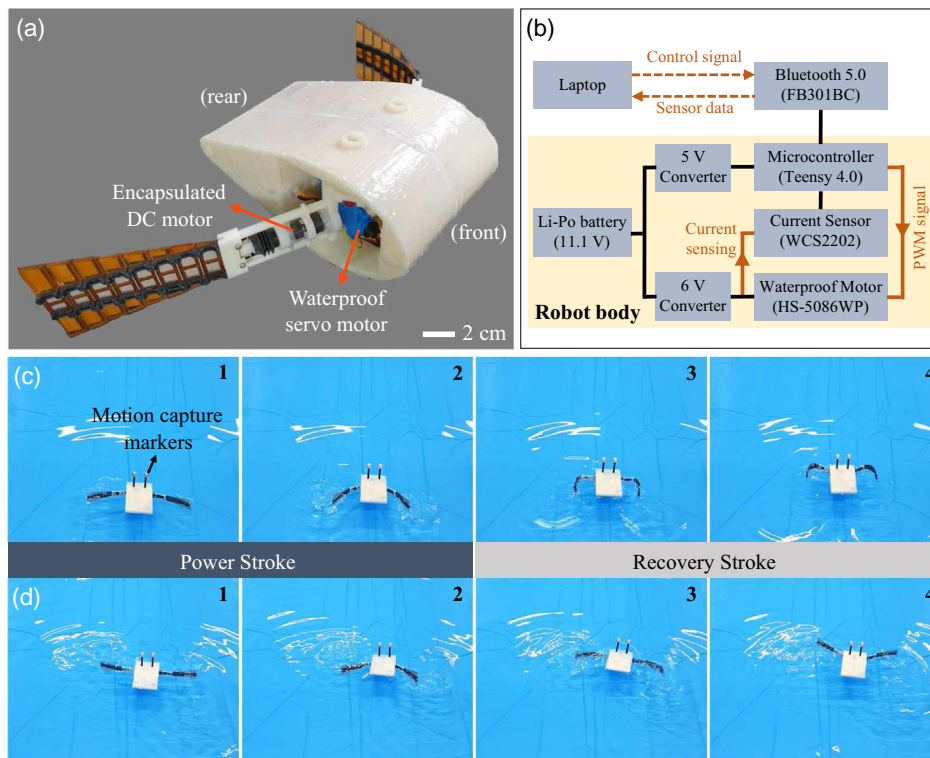 (a)
(rear)
Encapsulated
DC motor
(front)
Waterproof
servo motor
2 cm
(b)
Control signal
Laptop
Bluetooth 5.0
(FB301BC)
Sensor data
5 V
Converter
Microcontroller
(Teensy 4.0)
Li-Po battery
(11.1 V)
Current
sensing
Current Sensor
(WCS2202)
PWM signal
6 V
Converter
Waterproof Motor
(HS-5086WP)
Robot body
(c)
1
2
3
4
Motion capture
markers
Power Stroke
Recovery Stroke
(d)
1
2
3
4